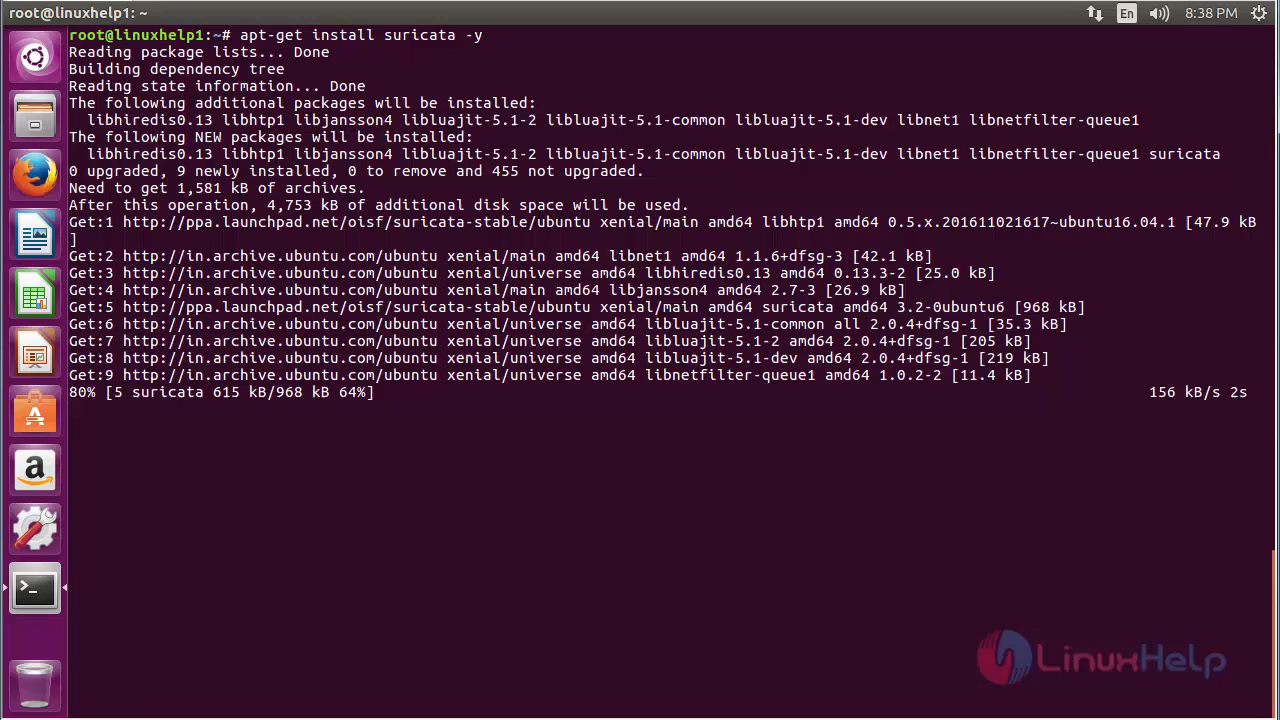 root@linuxhelp1: ~
En
8:38 PM
root@linuxhelp1:~# apt-get install suricata -y
Reading package lists... Done
Building dependency tree
Reading state information... Done
The following additional packages will be installed:
  libhiredis0.13 libhtp1 libjansson4 libluajit-5.1-2 libluajit-5.1-common libluajit-5.1-dev libnet1 libnetfilter-queue1
The following NEW packages will be installed:
  libhiredis0.13 libhtp1 libjansson4 libluajit-5.1-2 libluajit-5.1-common libluajit-5.1-dev libnet1 libnetfilter-queue1 suricata
0 upgraded, 9 newly installed, 0 to remove and 455 not upgraded.
Need to get 1,581 kB of archives.
After this operation, 4,753 kB of additional disk space will be used.
Get:1 http://ppa.launchpad.net/oisf/suricata-stable/ubuntu xenial/main amd64 libhtp1 amd64 0.5.x.201611021617~ubuntu16.04.1 [47.9 kB
]
Get:2 http://in.archive.ubuntu.com/ubuntu xenial/main amd64 libnet1 amd64 1.1.6+dfsg-3 [42.1 kB]
Get:3 http://in.archive.ubuntu.com/ubuntu xenial/universe amd64 libhiredis0.13 amd64 0.13.3-2 [25.0 kB]
Get:4 http://in.archive.ubuntu.com/ubuntu xenial/main amd64 libjansson4 amd64 2.7-3 [26.9 kB]
Get:5 http://ppa.launchpad.net/oisf/suricata-stable/ubuntu xenial/main amd64 suricata amd64 3.2-0ubuntu6 [968 kB]
Get:6 http://in.archive.ubuntu.com/ubuntu xenial/universe amd64 libluajit-5.1-common all 2.0.4+dfsg-1 [35.3 kB]
Get:7 http://in.archive.ubuntu.com/ubuntu xenial/universe amd64 libluajit-5.1-2 amd64 2.0.4+dfsg-1 [205 kB]
Get:8 http://in.archive.ubuntu.com/ubuntu xenial/universe amd64 libluajit-5.1-dev amd64 2.0.4+dfsg-1 [219 kB]
Get:9 http://in.archive.ubuntu.com/ubuntu xenial/universe amd64 libnetfilter-queue1 amd64 1.0.2-2 [11.4 kB]
80% [5 suricata 615 kB/968 kB 64%] 156 kB/s 2s
LinuxHelp